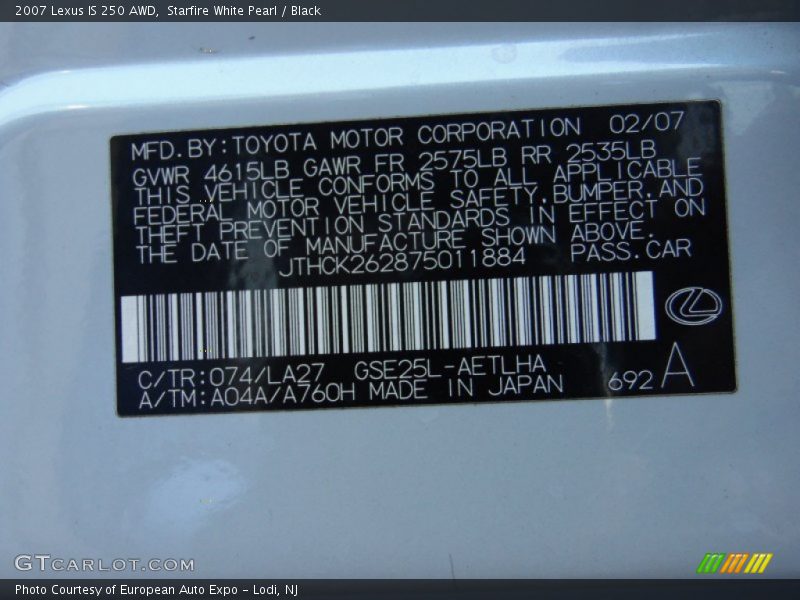 2007 Lexus IS 250 AWD, Starfire White Pearl / Black
MFD.BY:TOYOTA MOTOR CORPORATION 02/07
GVWR 4615LB GAWR FR 2575LB RR 2535LB
THIS VEHICLE CONFORMS TO ALL APPLICABLE
FEDERAL MOTOR VEHICLE SAFETY,BUMPER,AND
THEFT PREVENTION STANDARDS IN EFFECT ON
THE DATE OF MANUFACTURE SHOWN ABOVE.
JTHCK262875011884 PASS.CAR
C/TR:074/LA27 GSE25L-AETLHA
A/TM:A04A/A760H MADE IN JAPAN 692 A
GTCARLOT.COM
Photo Courtesy of European Auto Expo - Lodi, NJ